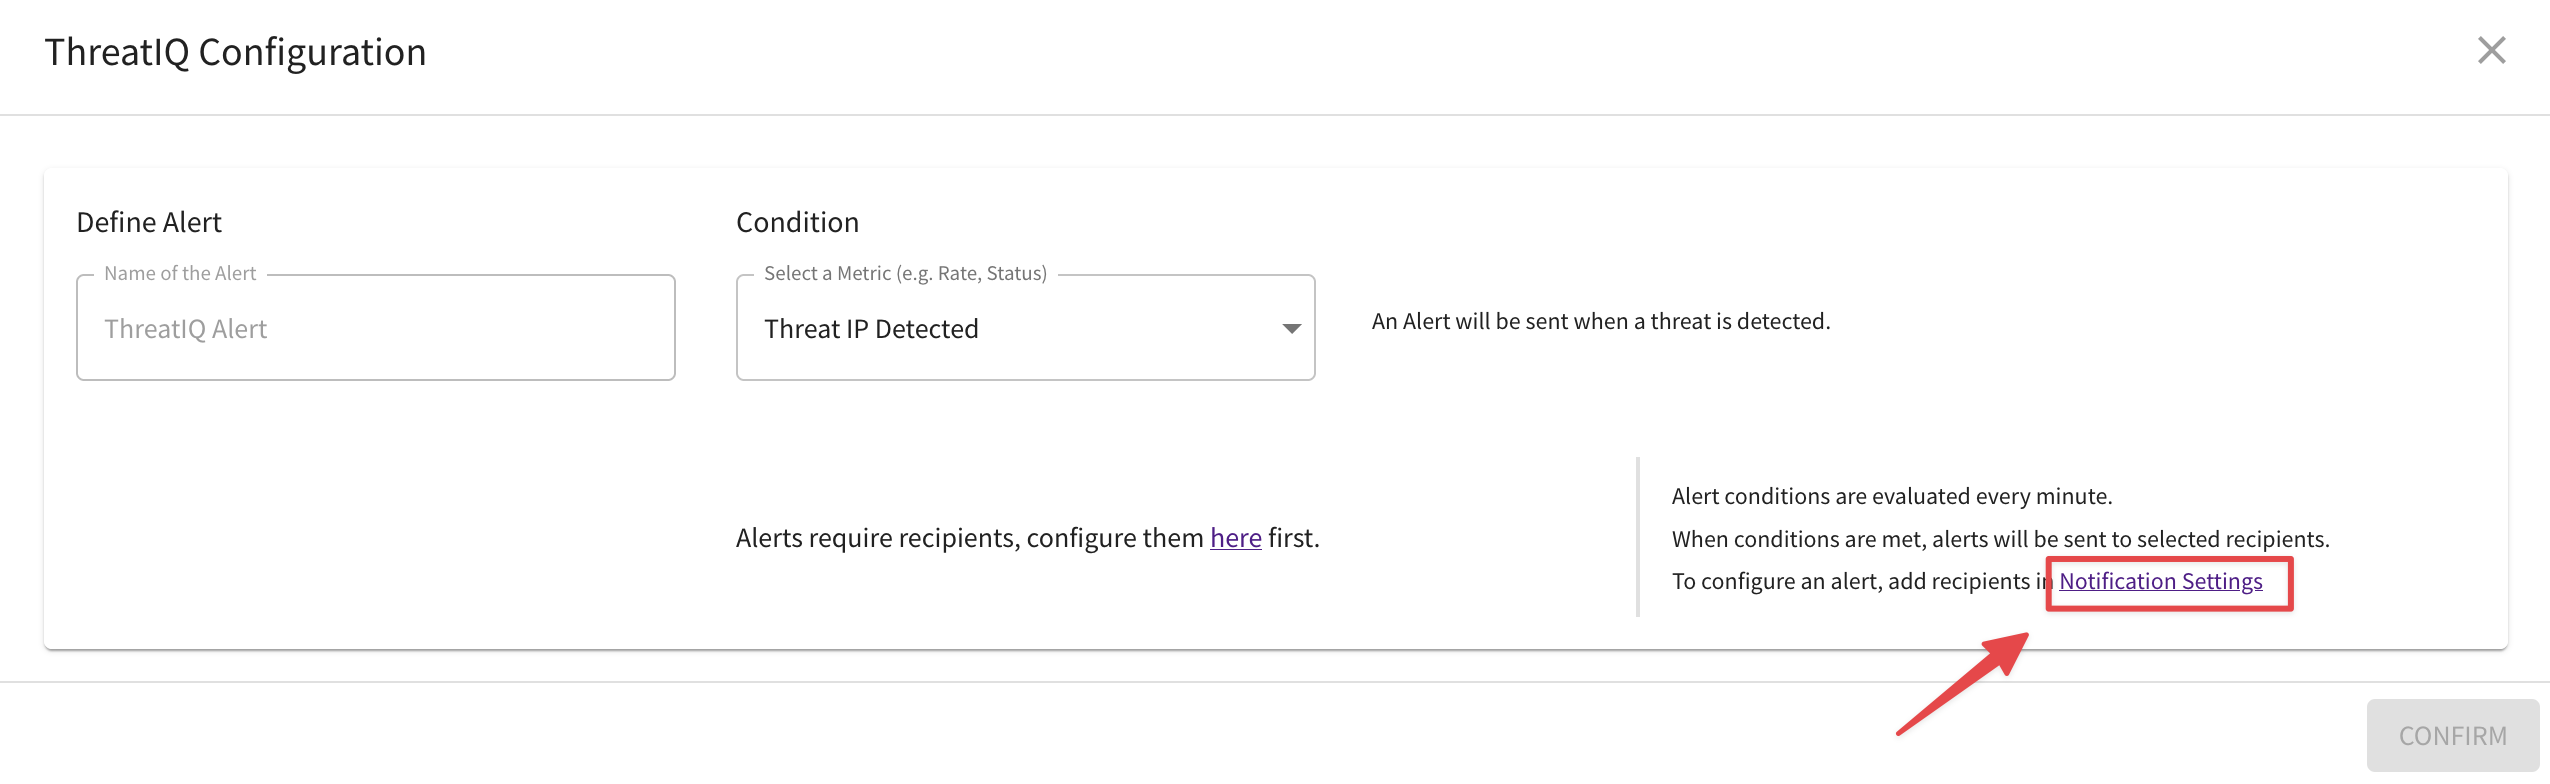 ThreatIQ Configuration
Define Alert
Name of the Alert
ThreatIQ Alert
Condition
Select a Metric (e.g. Rate, Status)
Threat IP Detected
An Alert will be sent when a threat is detected.
Alerts require recipients, configure them here first.
Alert conditions are evaluated every minute.
When conditions are met, alerts will be sent to selected recipients.
To configure an alert, add recipients in Notification Settings
CONFIRM